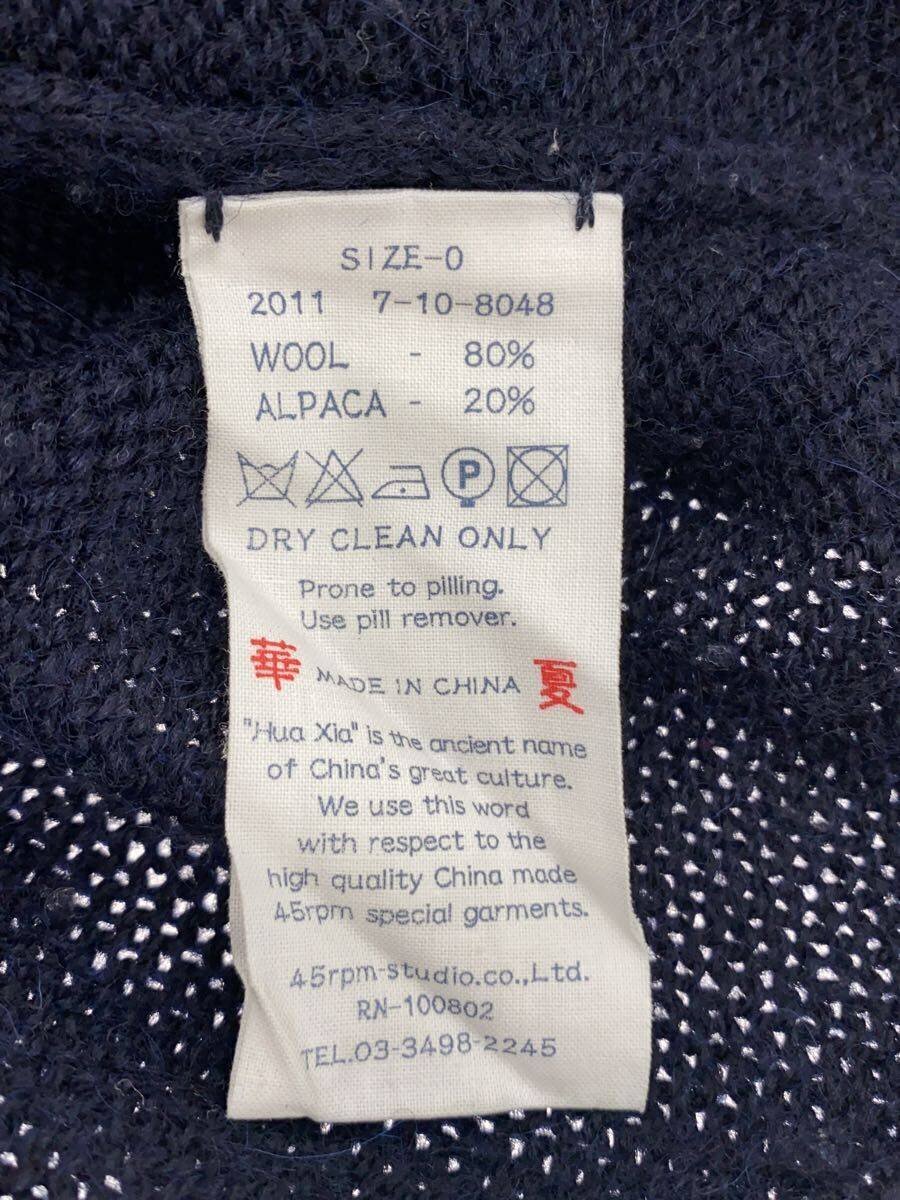 SIZE-0
2011 7-10-8048
WOOL - 80%
ALPACA - 20%
P
DRY CLEAN ONLY
Prone to pilling.
Use pill remover.
華 MADE IN CHINA 夏
"Hua Xia" is the ancient name
of China's great culture.
We use this word
with respect to the
high quality China made
45rpm special garments.
45rpm-studio.co.,Ltd.
RN-100802
TEL.03-3498-2245